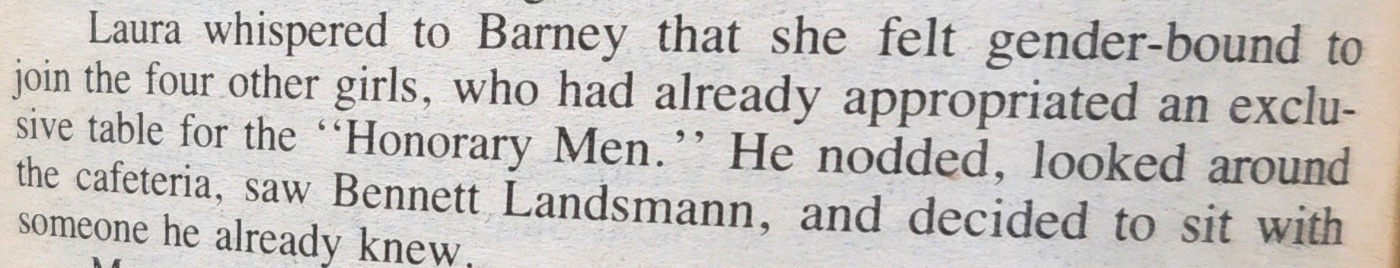 Laura whispered to Barney that she felt gender-bound to
join the four other girls, who had already appropriated an exclu-
sive table for the ‘‘Honorary Men.’’ He nodded, looked around
the cafeteria, saw Bennett Landsmann, and decided to sit with
someone he already knew.